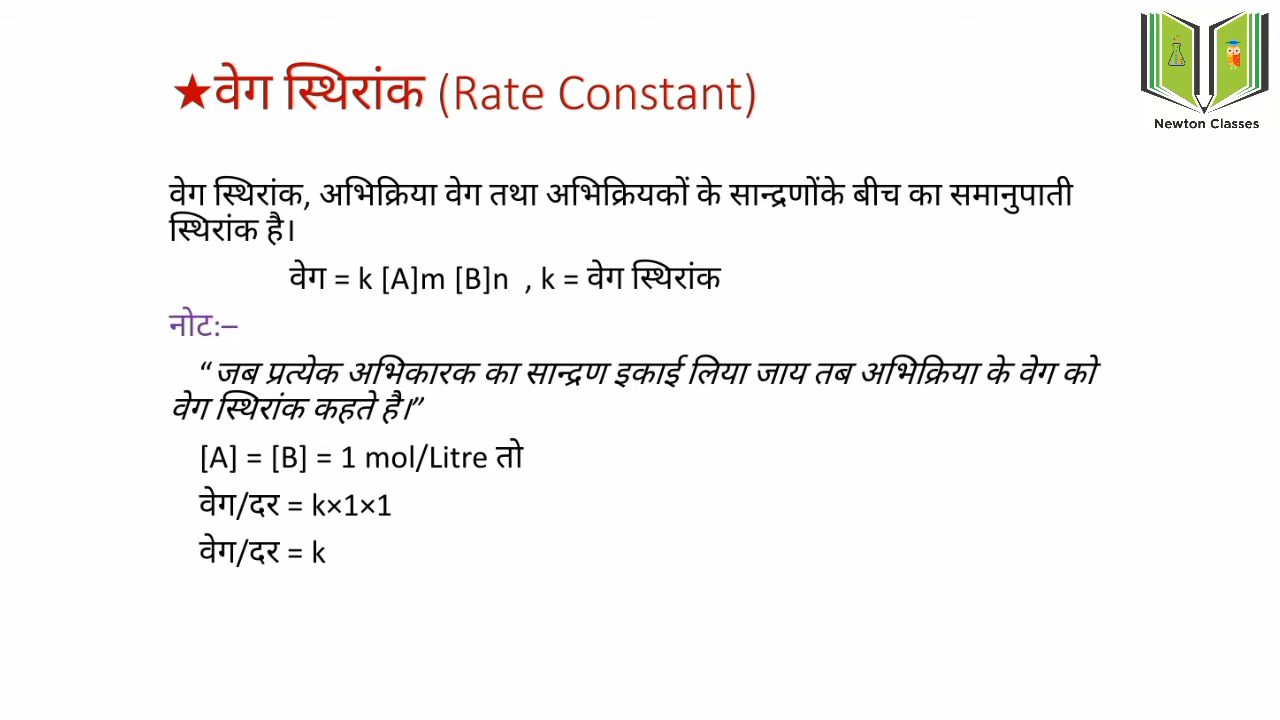 ★वेग स्थिरांक (Rate Constant)
Newton Classes
वेग स्थिरांक, अभिक्रिया वेग तथा अभिक्रियकों के सान्द्रणोंके बीच का समानुपाती
स्थिरांक है।
वेग = k [A]m [B]n , k = वेग स्थिरांक
नोट:–
“जब प्रत्येक अभिकारक का सान्द्रण इकाई लिया जाय तब अभिक्रिया के वेग को
वेग स्थिरांक कहते है।”
[A] = [B] = 1 mol/Litre तो
वेग/दर = k×1×1
वेग/दर = k